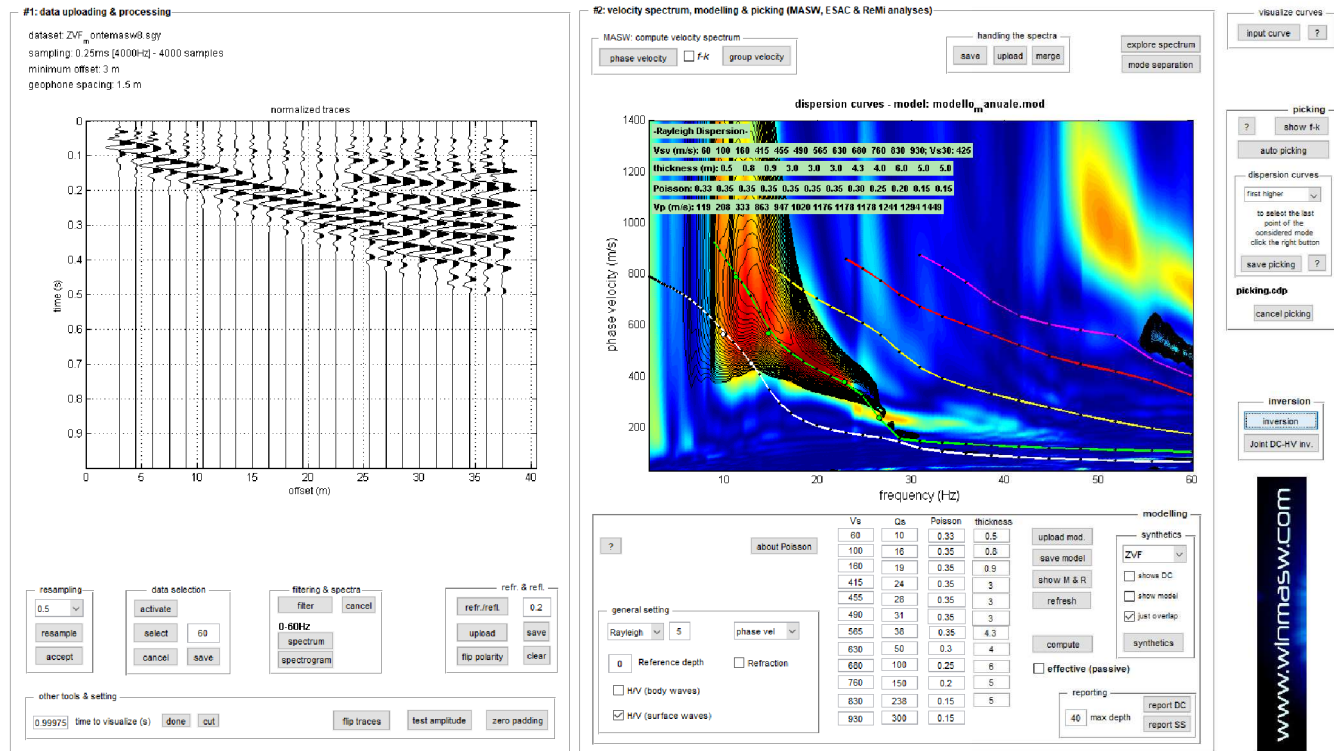 #1: data uploading & processing
dataset: ZVF_montemasw8.sgy
sampling: 0.25ms [4000Hz] - 4000 samples
minimum offset: 3 m
geophone spacing: 1.5 m
normalized traces
0
0.1
0.2
0.3
0.4
0.5
0.6
0.7
0.8
0.9
time (s)
0 5 10 15 20 25 30 35 40
offset (m)
resampling
0.5
resample
accept
data selection
activate
select 60
cancel save
filtering & spectra
filter cancel
0-60Hz
spectrum
spectrogram
refr. & refl.
refr./refl. 0.2
upload save
flip polarity clear
other tools & setting
0.99975 time to visualize (s) done cut flip traces test amplitude zero padding
#2: velocity spectrum, modelling & picking (MASW, ESAC & ReMi analyses)
MASW: compute velocity spectrum
phase velocity f-K group velocity
handling the spectra
save upload merge
explore spectrum
mode separation
dispersion curves - model: modello_manuale.mod
-Rayleigh Dispersion-
Vsv (m/s): 60 100 160 415 455 490 565 630 680 760 830 930; Vs30: 425
thickness (m): 0.5 0.8 0.9 3.0 3.0 3.0 4.3 4.0 6.0 5.0 5.0
Poisson: 0.33 0.35 0.35 0.35 0.35 0.35 0.35 0.30 0.25 0.20 0.15 0.15
Vp (m/s): 119 208 333 863 947 1020 1176 1178 1178 1241 1294 1449
1400
1200
1000
800
600
400
200
phase velocity (m/s)
10 20 30 40 50 60
frequency (Hz)
modelling
?
about Poisson
general setting
Rayleigh 5 phase vel
0 Reference depth Refraction
H/V (body waves)
H/V (surface waves)
Vs Qs Poisson thickness
60 10 0.33 0.5
100 16 0.35 0.8
160 19 0.35 0.9
415 24 0.35 3
455 28 0.35 3
490 31 0.35 3
565 38 0.35 4.3
630 50 0.3 4
680 100 0.25 6
760 150 0.2 5
830 238 0.15 5
930 300 0.15
upload mod.
save model
show M & R
refresh
compute
effective (passive)
synthetics
ZVF
shows DC
show model
just overlap
synthetics
reporting
40 max depth
report DC
report SS
visualize curves
input curve ?
picking
? show f-k
auto picking
dispersion curves
first higher
to select the last
point of the
considered mode
click the right button
save picking ?
picking.cdp
cancel picking
inversion
inversion
Joint DC-HV inv.
www.winmasw.com